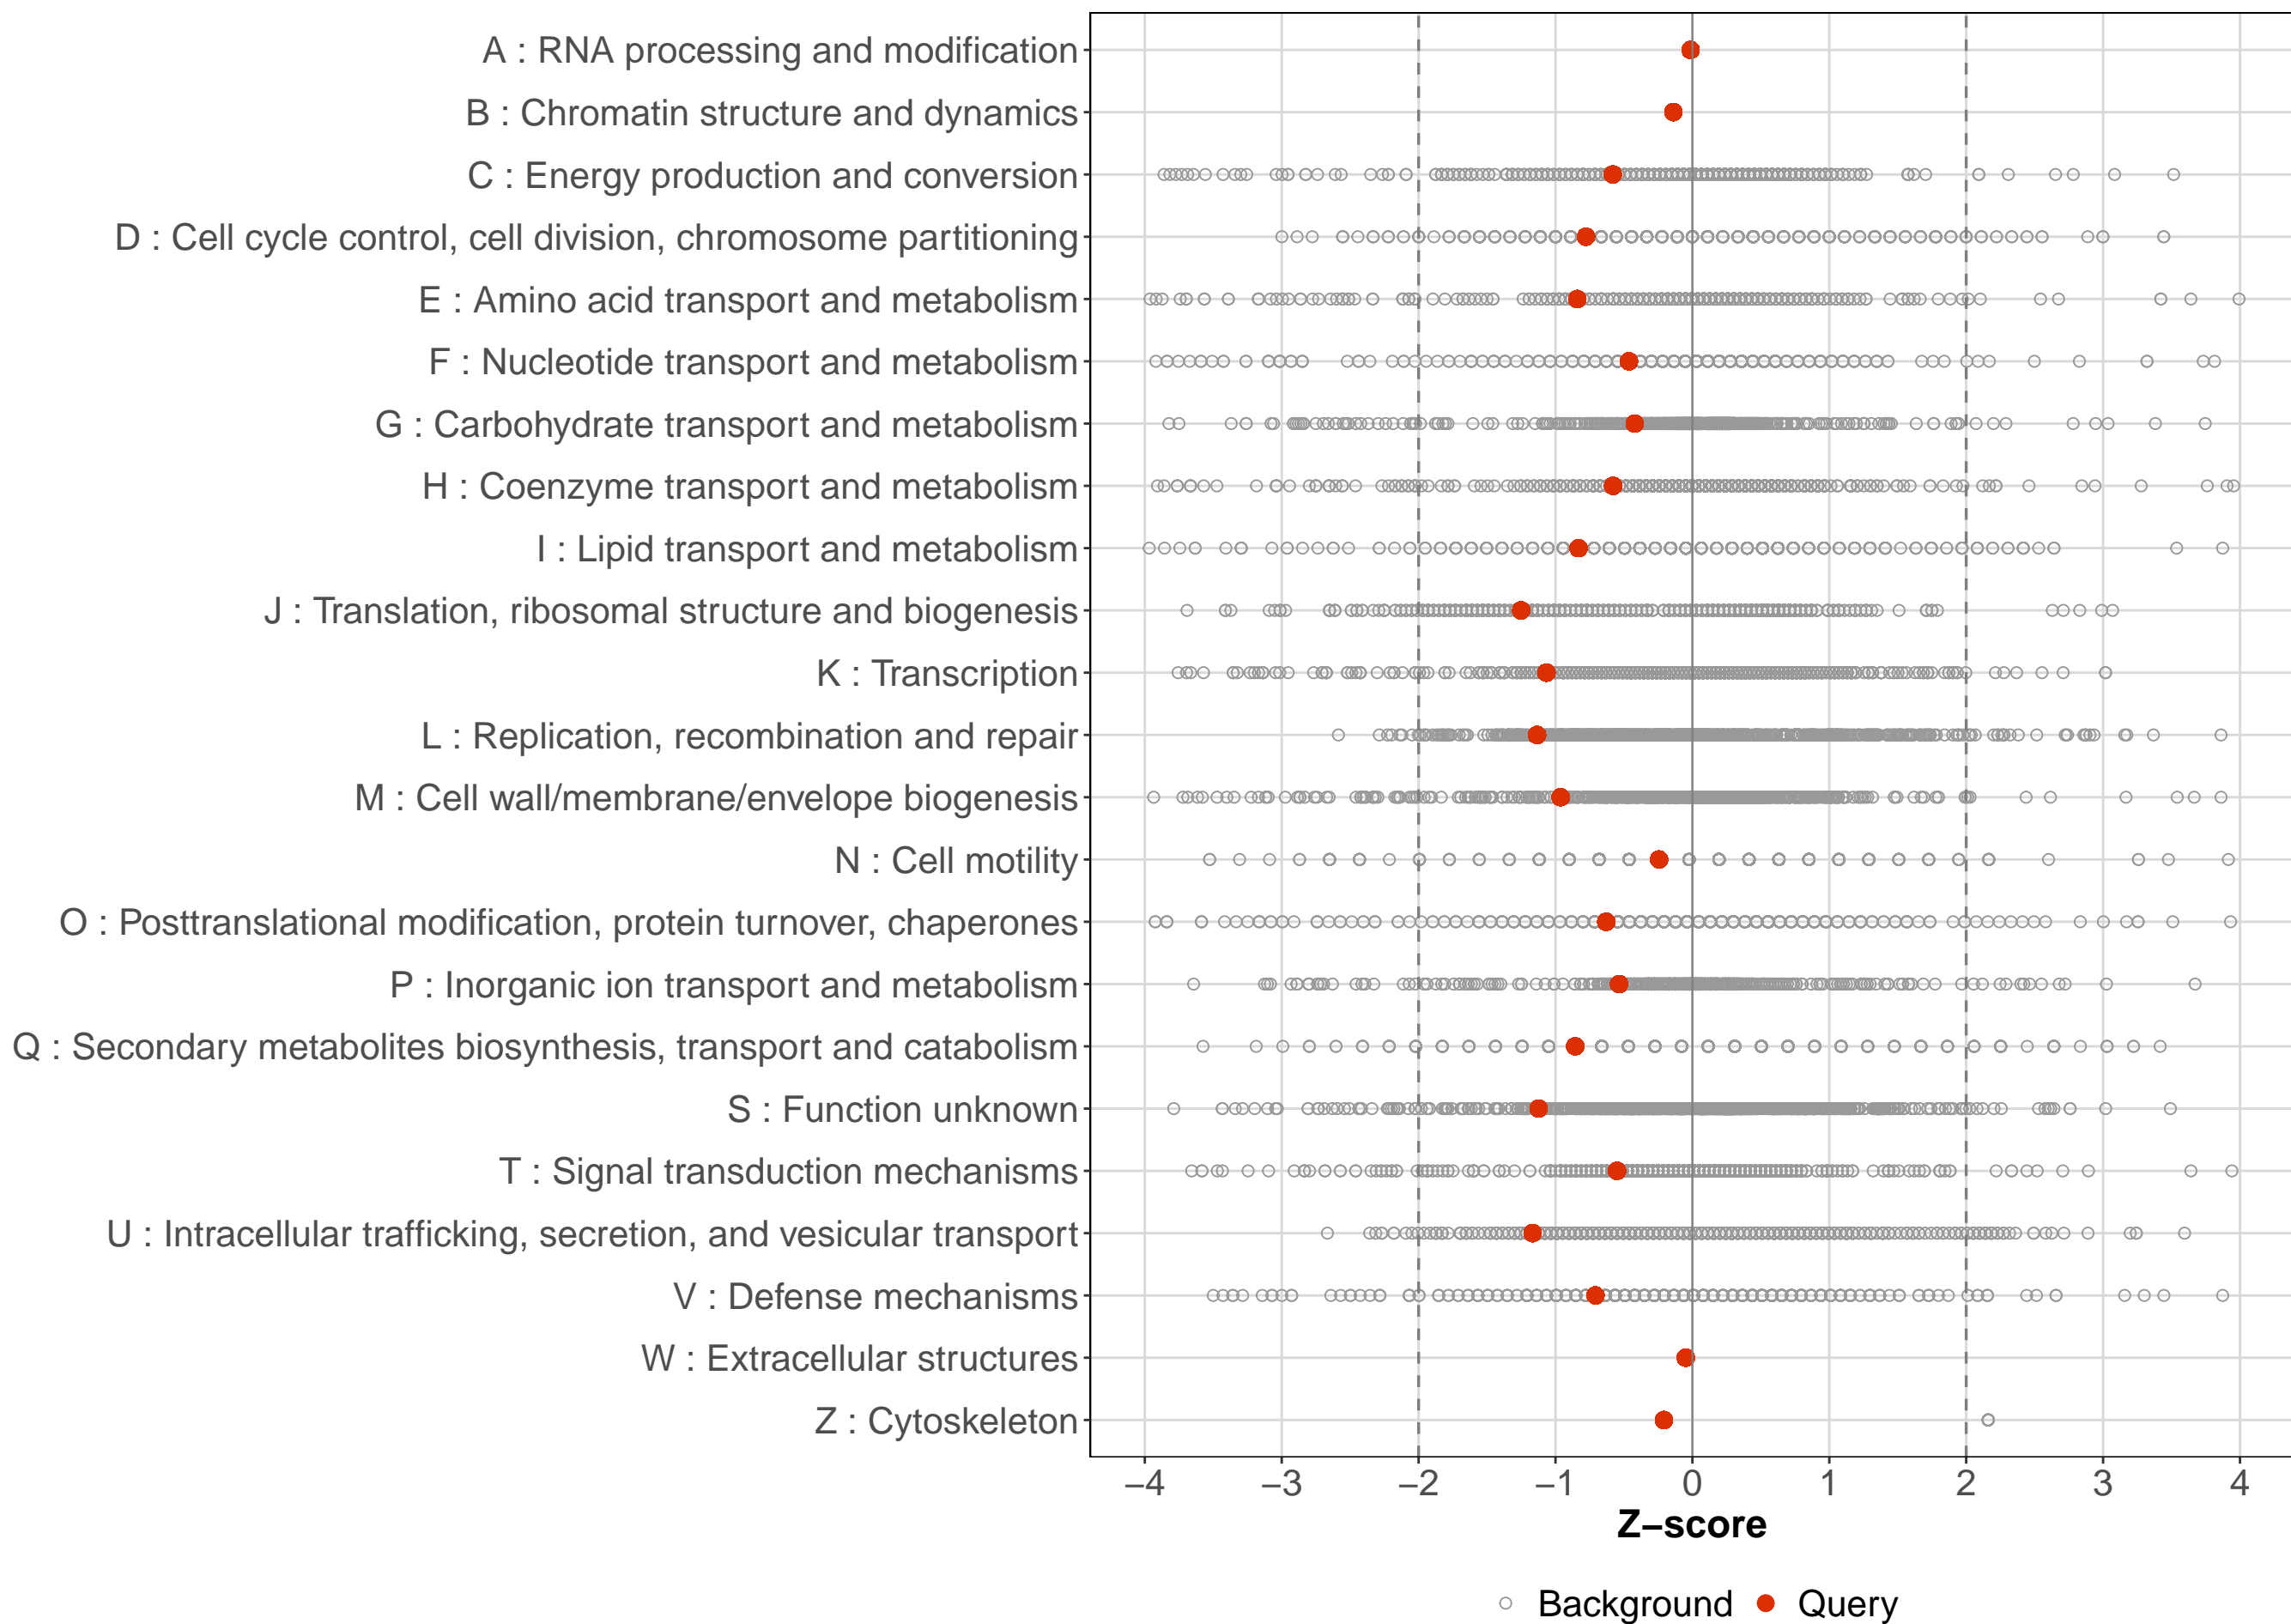 A : RNA processing and modification
B : Chromatin structure and dynamics
C : Energy production and conversion
D : Cell cycle control, cell division, chromosome partitioning
E : Amino acid transport and metabolism
F : Nucleotide transport and metabolism
G : Carbohydrate transport and metabolism
H : Coenzyme transport and metabolism
I : Lipid transport and metabolism
J : Translation, ribosomal structure and biogenesis
K : Transcription
L : Replication, recombination and repair
M : Cell wall/membrane/envelope biogenesis
N : Cell motility
O : Posttranslational modification, protein turnover, chaperones
P : Inorganic ion transport and metabolism
Q : Secondary metabolites biosynthesis, transport and catabolism
S : Function unknown
T : Signal transduction mechanisms
U : Intracellular trafficking, secretion, and vesicular transport
V : Defense mechanisms
W : Extracellular structures
Z : Cytoskeleton
−4 −3 −2 −1 0 1 2 3 4
Z−score
Background Query